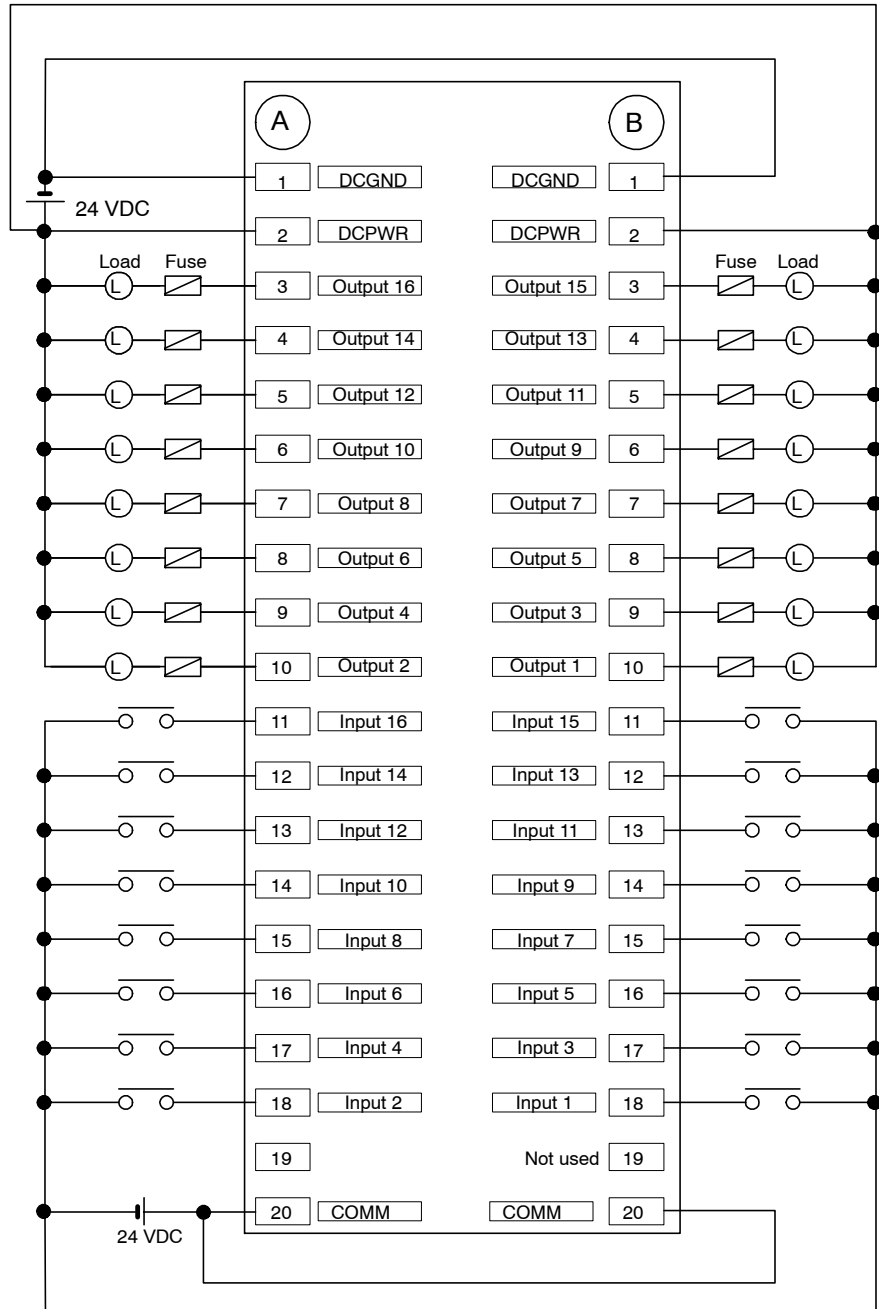 A B
1 DCGND DCGND 1
24 VDC
2 DCPWR DCPWR 2
Load Fuse Fuse Load
L 3 Output 16 Output 15 3 L
L 4 Output 14 Output 13 4 L
L 5 Output 12 Output 11 5 L
L 6 Output 10 Output 9 6 L
L 7 Output 8 Output 7 7 L
L 8 Output 6 Output 5 8 L
L 9 Output 4 Output 3 9 L
L 10 Output 2 Output 1 10 L
11 Input 16 Input 15 11
12 Input 14 Input 13 12
13 Input 12 Input 11 13
14 Input 10 Input 9 14
15 Input 8 Input 7 15
16 Input 6 Input 5 16
17 Input 4 Input 3 17
18 Input 2 Input 1 18
19 Not used 19
20 COMM COMM 20
24 VDC